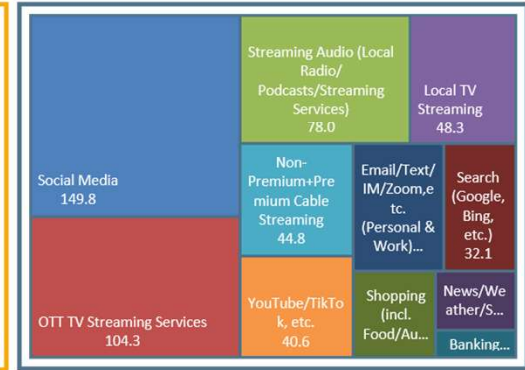 Social Media
149.8
OTT TV Streaming Services
104.3
Streaming Audio (Local
Radio/
Podcasts/Streaming
Services)
78.0
Local TV
Streaming
48.3
Non-
Premium+Pre
mium Cable
Streaming
44.8
Email/Text/
IM/Zoom,e
tc.
(Personal &
Work)...
Search
(Google,
Bing,
etc.)
32.1
YouTube/TikTo
k, etc.
40.6
Shopping
(incl.
Food/Au...
News/We
ather/S...
Banking...